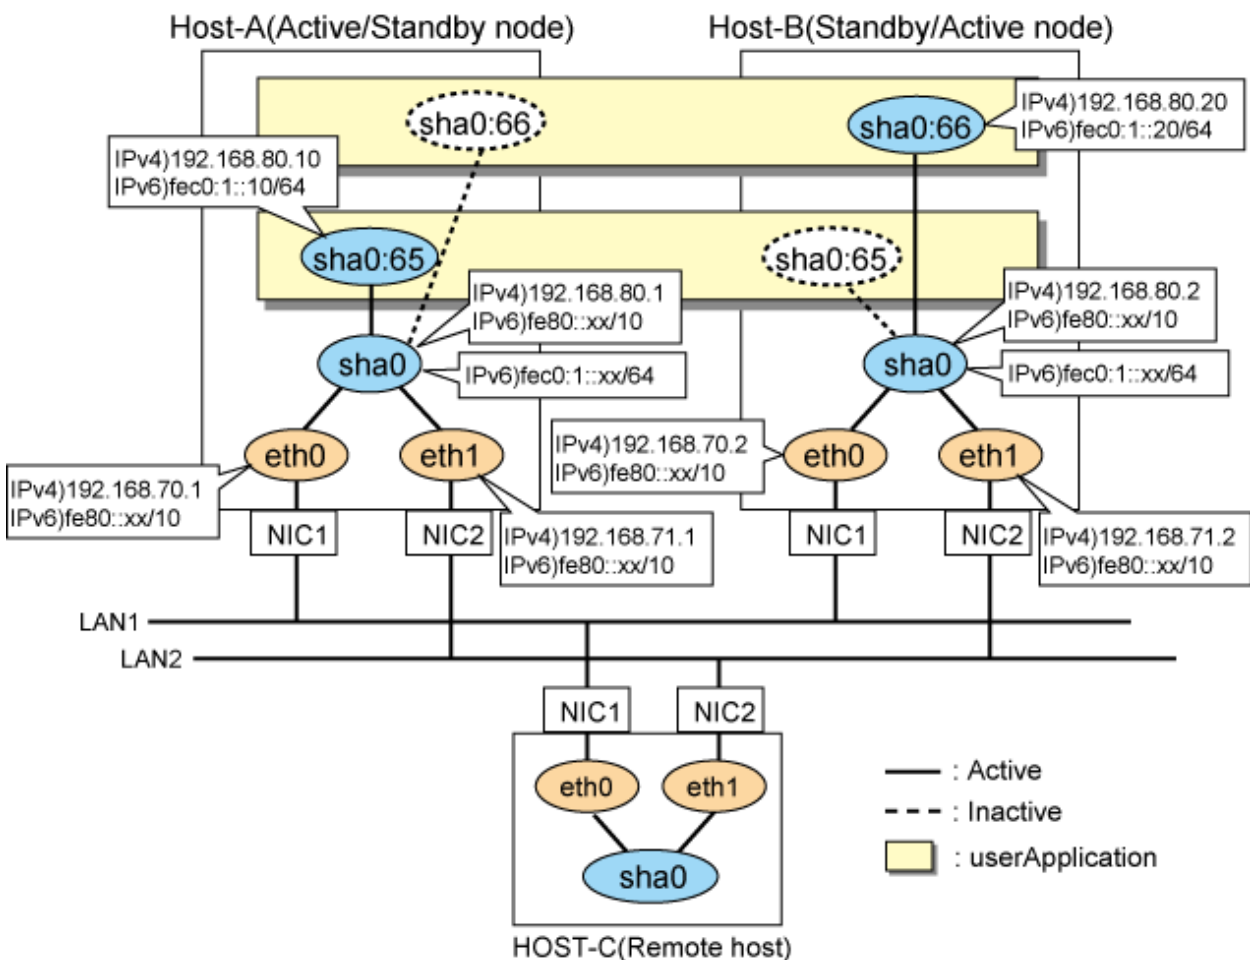 Host-A(Active/Standby node)
Host-B(Standby/Active node)
sha0:66
sha0:66
IPv4)192.168.80.20
IPv6)fec0:1::20/64
IPv4)192.168.80.10
IPv6)fec0:1::10/64
sha0:65
sha0:65
IPv4)192.168.80.1
IPv6)fe80::xx/10
IPv4)192.168.80.2
IPv6)fe80::xx/10
sha0
IPv6)fec0:1::xx/64
sha0
IPv6)fec0:1::xx/64
eth0
eth1
IPv4)192.168.70.2
IPv6)fe80::xx/10
eth0
eth1
IPv4)192.168.70.1
IPv6)fe80::xx/10
NIC1
NIC2
IPv4)192.168.71.1
IPv6)fe80::xx/10
NIC1
NIC2
IPv4)192.168.71.2
IPv6)fe80::xx/10
LAN1
LAN2
NIC1
NIC2
eth0
eth1
sha0
HOST-C(Remote host)
: Active
: Inactive
: userApplication